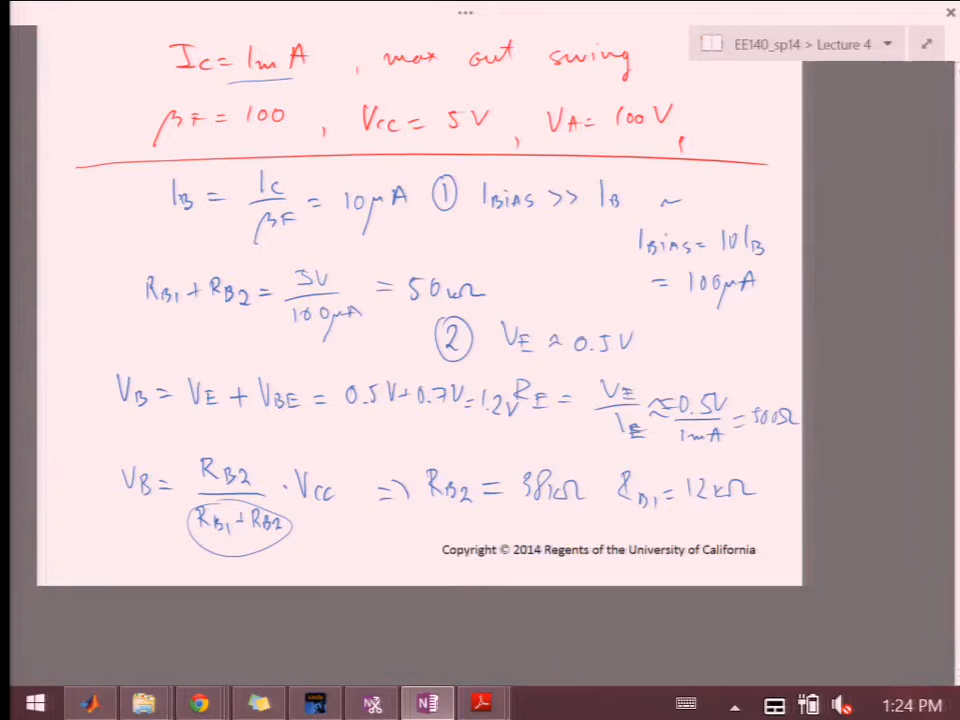 EE140_sp14 > Lecture 4
Ic = 1mA , max out swing
βF = 100 , Vcc = 5V , VA = 100V ,
IB = Ic/βF = 10μA ① IBIAS >> IB ~
IBIAS = 10IB
= 100μA
RB1 + RB2 = 5V/100μA = 50kΩ
② VE ≈ 0.5V
VB = VE + VBE = 0.5V + 0.7V = 1.2V RE = VE/IE ≈ 0.5V/1mA = 500Ω
VB = RB2/(RB1 + RB2) · Vcc => RB2 = 38kΩ RB1 = 12kΩ
Copyright © 2014 Regents of the University of California
1:24 PM